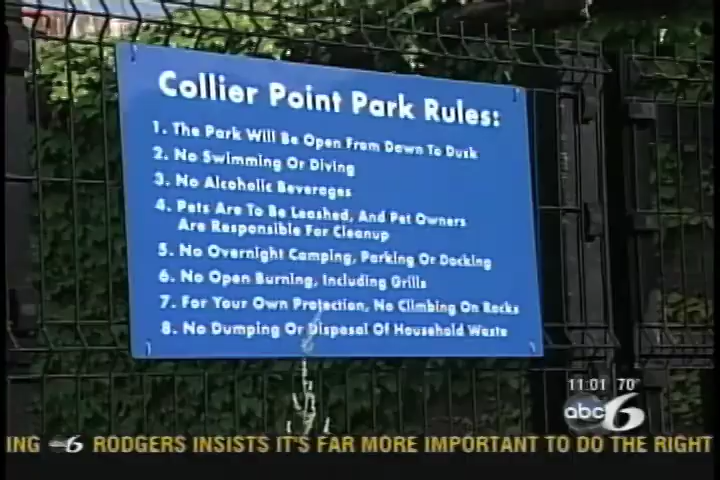 Collier Point Park Rules:
1. The Park Will Be Open From Dawn To Dusk
2. No Swimming Or Diving
3. No Alcoholic Beverages
4. Pets Are To Be Leashed, And Pet Owners
Are Responsible For Cleanup
5. No Overnight Camping, Parking Or Docking
6. No Open Burning, Including Grills
7. For Your Own Protection, No Climbing On Rocks
8. No Dumping Or Disposal Of Household Waste
11:01 70
abc 6
ING abc 6 RODGERS INSISTS IT'S FAR MORE IMPORTANT TO DO THE RIGHT